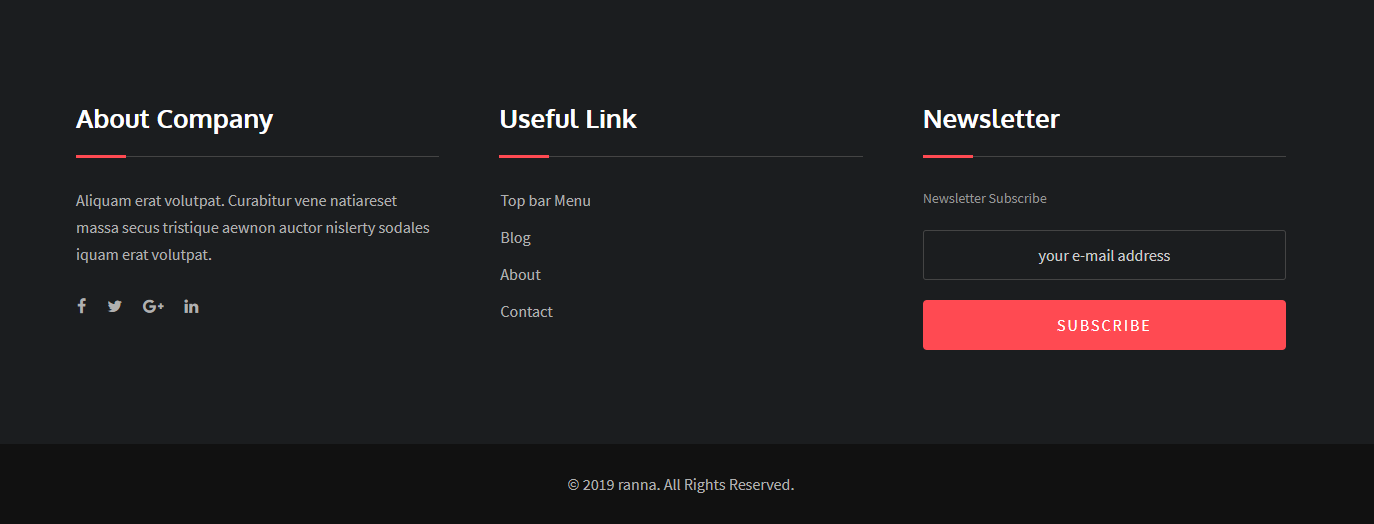 About Company
Aliquam erat volutpat. Curabitur vene natiareset
massa secus tristique aewnon auctor nislerty sodales
iquam erat volutpat.
Useful Link
Top bar Menu
Blog
About
Contact
Newsletter
Newsletter Subscribe
your e-mail address
SUBSCRIBE
© 2019 ranna. All Rights Reserved.